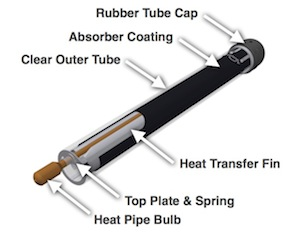 Rubber Tube Cap
Absorber Coating
Clear Outer Tube
Heat Transfer Fin
Top Plate & Spring
Heat Pipe Bulb